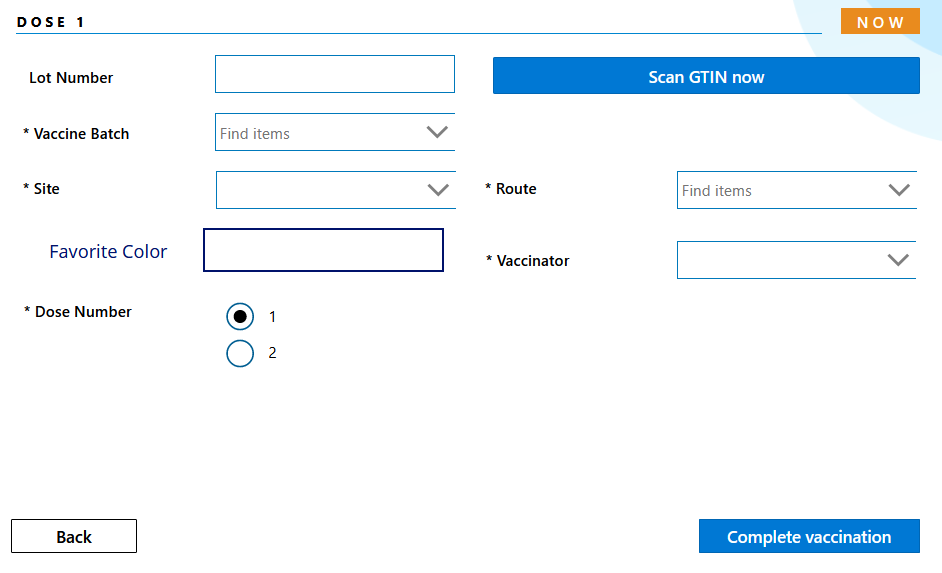 DOSE 1
NOW
Lot Number
Scan GTIN now
* Vaccine Batch
Find items
* Site
* Route
Find items
Favorite Color
* Vaccinator
* Dose Number
1
2
Back
Complete vaccination